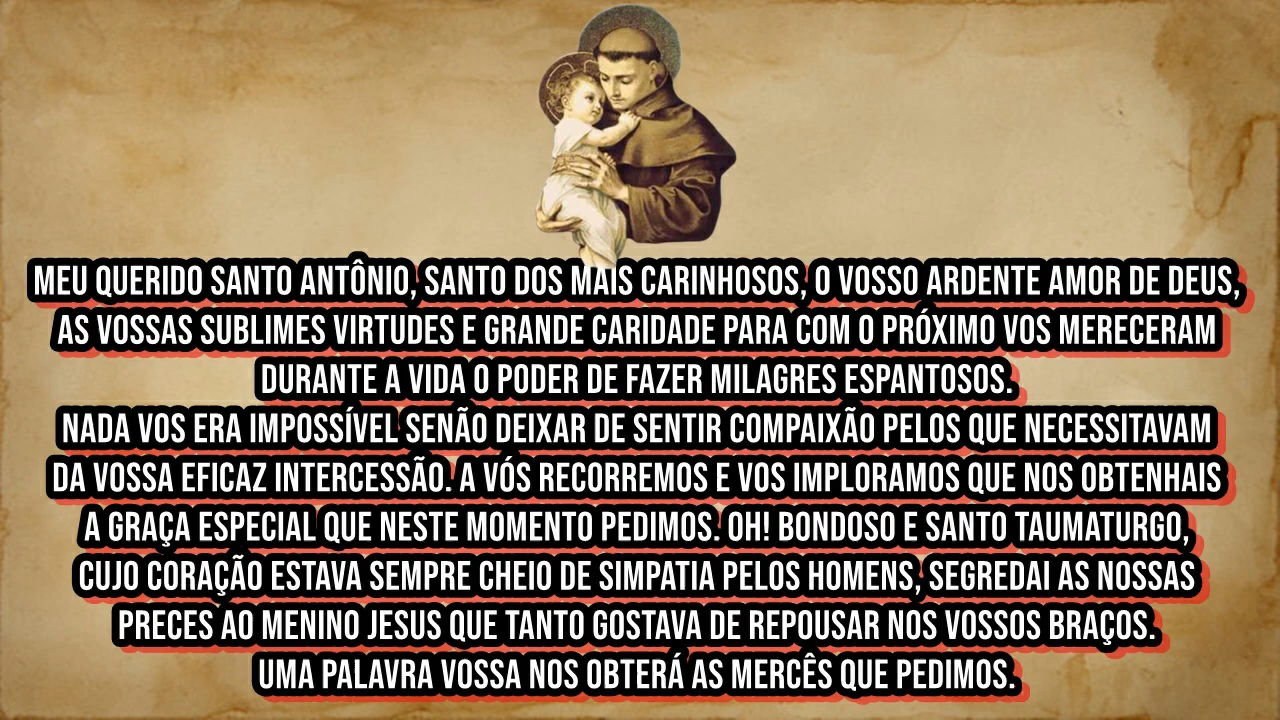 MEU QUERIDO SANTO ANTÔNIO, SANTO DOS MAIS CARINHOSOS, O VOSSO ARDENTE AMOR DE DEUS,
AS VOSSAS SUBLIMES VIRTUDES E GRANDE CARIDADE PARA COM O PRÓXIMO VOS MERECERAM
DURANTE A VIDA O PODER DE FAZER MILAGRES ESPANTOSOS.
NADA VOS ERA IMPOSSÍVEL SENÃO DEIXAR DE SENTIR COMPAIXÃO PELOS QUE NECESSITAVAM
DA VOSSA EFICAZ INTERCESSÃO. A VÓS RECORREMOS E VOS IMPLORAMOS QUE NOS OBTENHAIS
A GRAÇA ESPECIAL QUE NESTE MOMENTO PEDIMOS. OH! BONDOSO E SANTO TAUMATURGO,
CUJO CORAÇÃO ESTAVA SEMPRE CHEIO DE SIMPATIA PELOS HOMENS, SEGREDAI AS NOSSAS
PRECES AO MENINO JESUS QUE TANTO GOSTAVA DE REPOUSAR NOS VOSSOS BRAÇOS.
UMA PALAVRA VOSSA NOS OBTERÁ AS MERCÊS QUE PEDIMOS.